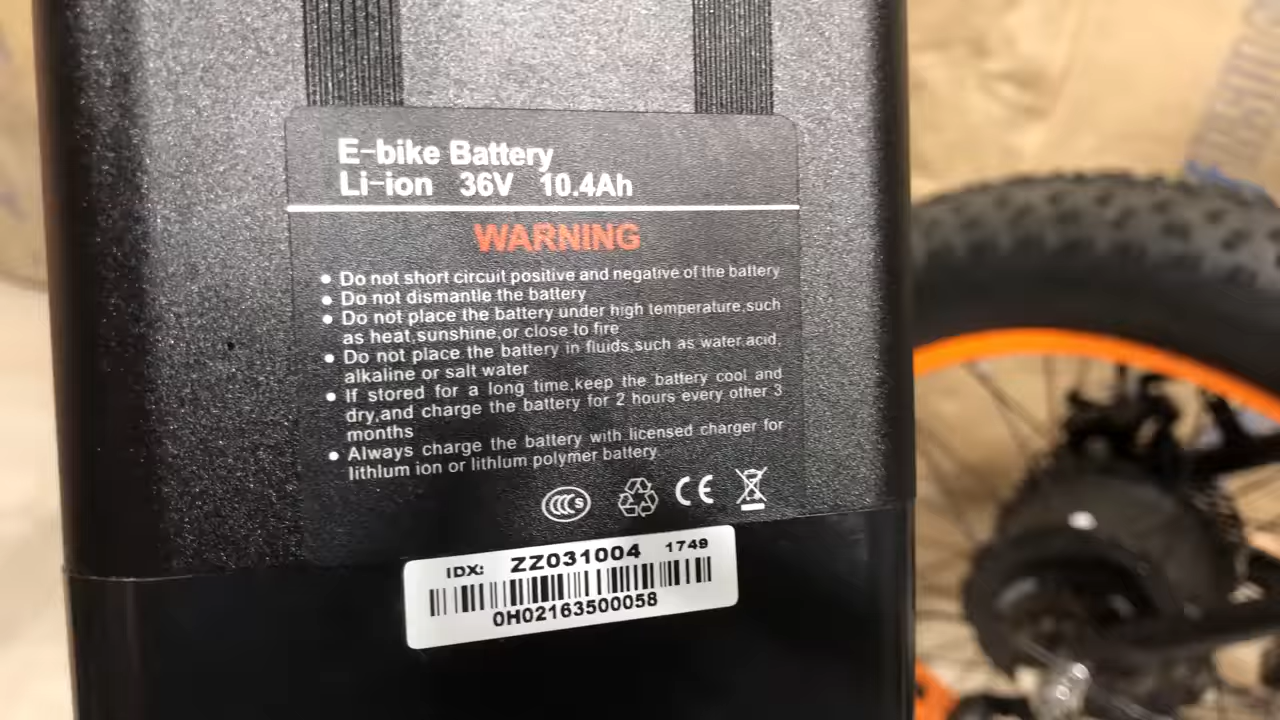 E-bike Battery
Li-ion 36V 10.4Ah
WARNING
• Do not short circuit positive and negative of the battery
• Do not dismantle the battery
• Do not place the battery under high temperature,such
as heat,sunshine,or close to fire
• Do not place the battery in fluids,such as water,acid,
alkaline or salt water
• If stored for a long time,keep the battery cool and
dry,and charge the battery for 2 hours every other 3
months
• Always charge the battery with licensed charger for
lithlum ion or lithlum polymer battery
CCC S
CE
IDX: ZZ031004 1749
0H02163500058